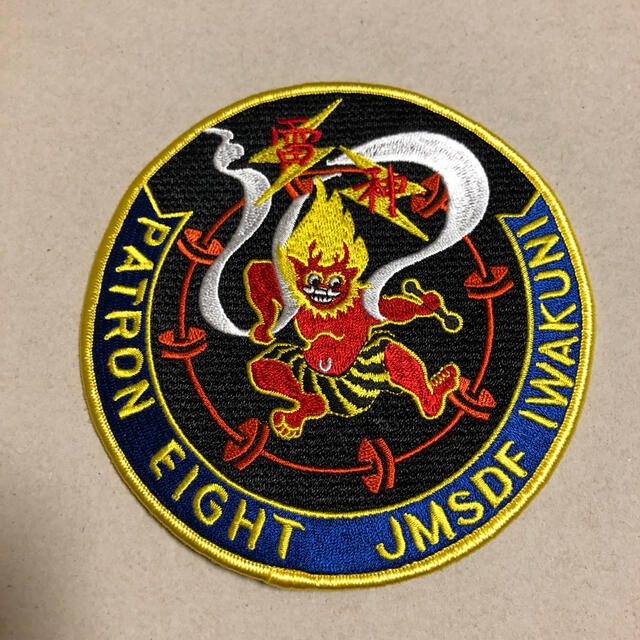 雷神
PATRON EIGHT JMSDF IWAKUNI